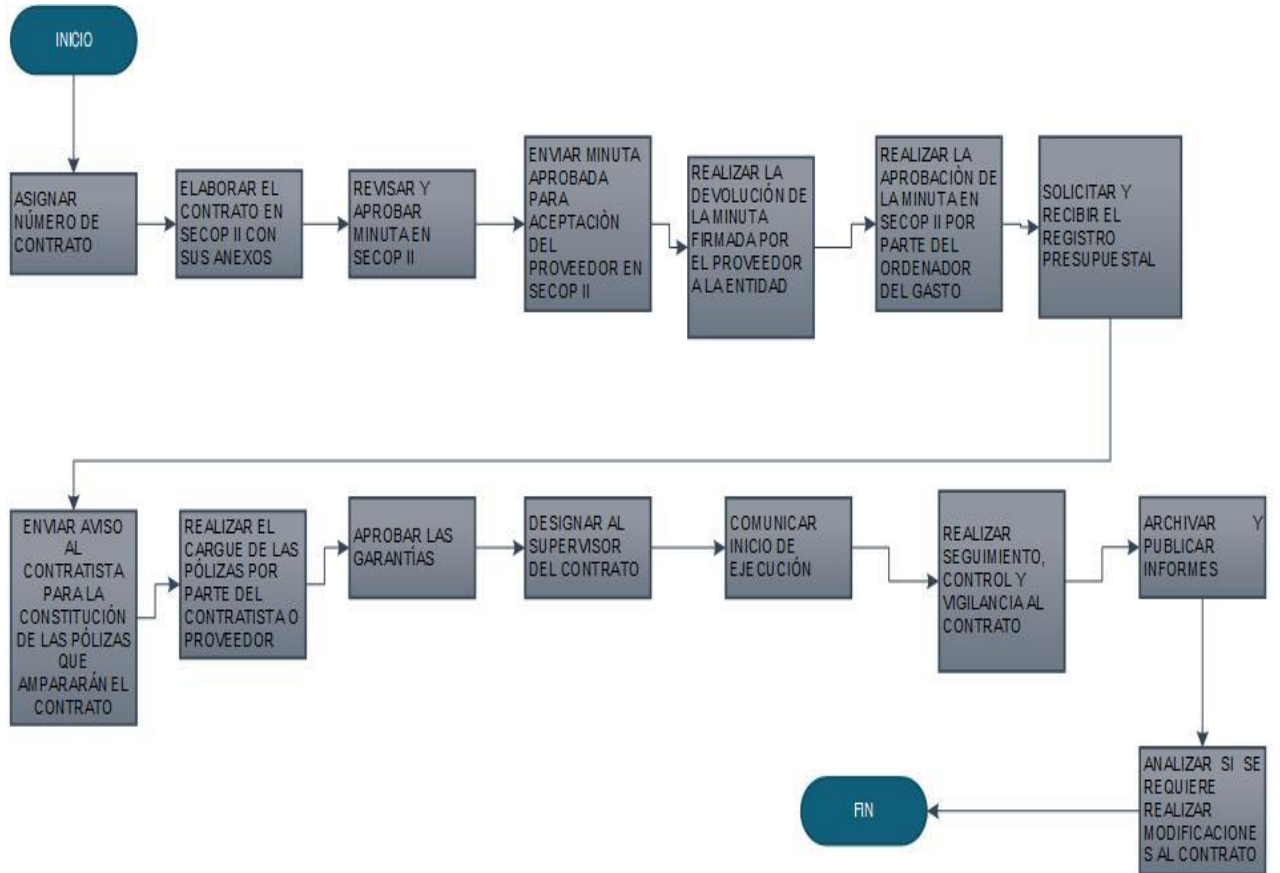 INICIO
ASIGNAR
NÚMERO DE
CONTRATO
ELABORAR EL
CONTRATO EN
SECOP II CON
SUS ANEXOS
REVISAR Y
APROBAR
MINUTA EN
SECOP II
ENVIAR MINUTA
APROBADA
PARA
ACEPTACIÒN
DEL
PROVEEDOR EN
SECOP II
REALIZAR LA
DEVOLUCIÓN DE
LA MINUTA
FIRMADA POR
EL PROVEEDOR
A LA ENTIDAD
REALIZAR LA
APROBACIÒN DE
LA MINUTA EN
SECOP II POR
PARTE DEL
ORDENADOR
DEL GASTO
SOLICITAR Y
RECIBIR EL
REGISTRO
PRESUPUESTAL
ENVIAR AVISO
AL
CONTRATISTA
PARA LA
CONSTITUCIÓN
DE LAS PÓLIZAS
QUE
AMPARARÁN EL
CONTRATO
REALIZAR EL
CARGUE DE LAS
PÓLIZAS POR
PARTE DEL
CONTRATISTA O
PROVEEDOR
APROBAR LAS
GARANTÍAS
DESIGNAR AL
SUPERVISOR
DEL CONTRATO
COMUNICAR
INICIO DE
EJECUCIÓN
REALIZAR
SEGUIMIENTO,
CONTROL Y
VIGILANCIA AL
CONTRATO
ARCHIVAR Y
PUBLICAR
INFORMES
ANALIZAR SI SE
REQUIERE
REALIZAR
MODIFICACIONE
S AL CONTRATO
FIN